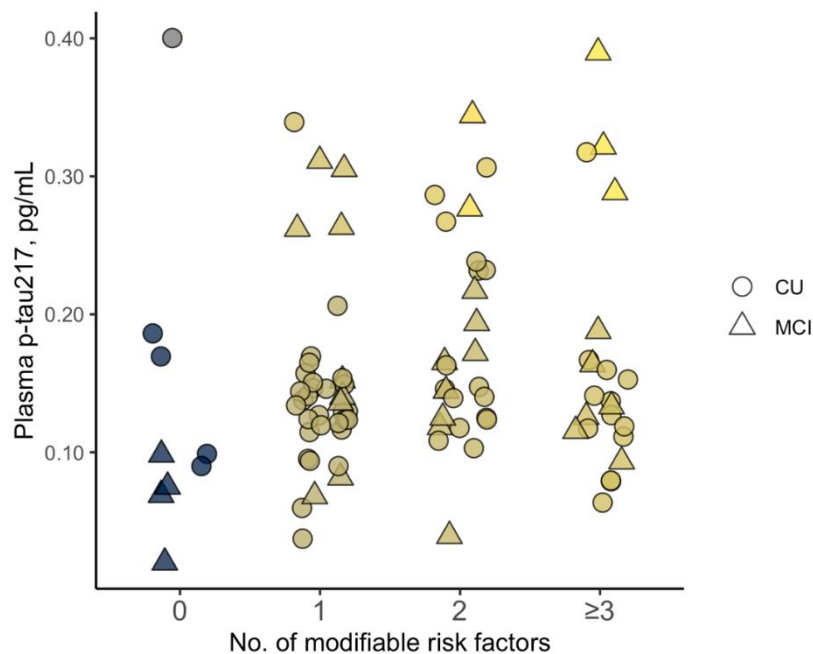 0.40
0.30
0.20
0.10
Plasma p-tau217, pg/mL
0
1
2
≥3
No. of modifiable risk factors
CU
MCI